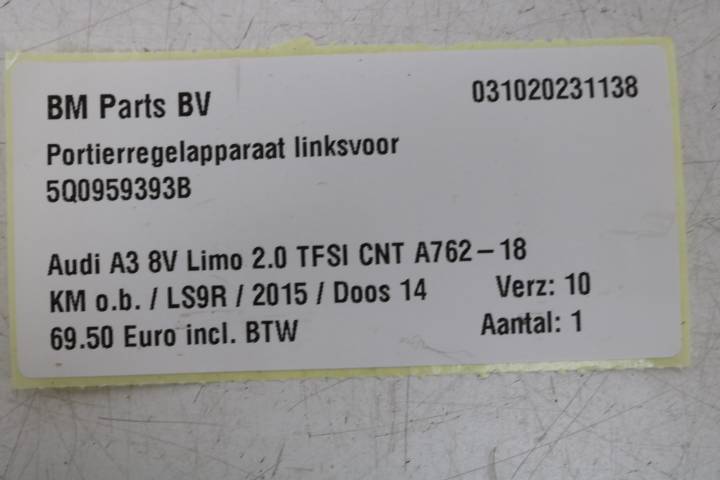 BM Parts BV 031020231138
Portierregelapparaat linksvoor
5Q0959393B
Audi A3 8V Limo 2.0 TFSI CNT A762-18
KM o.b. / LS9R / 2015 / Doos 14 Verz: 10
69.50 Euro incl. BTW Aantal: 1